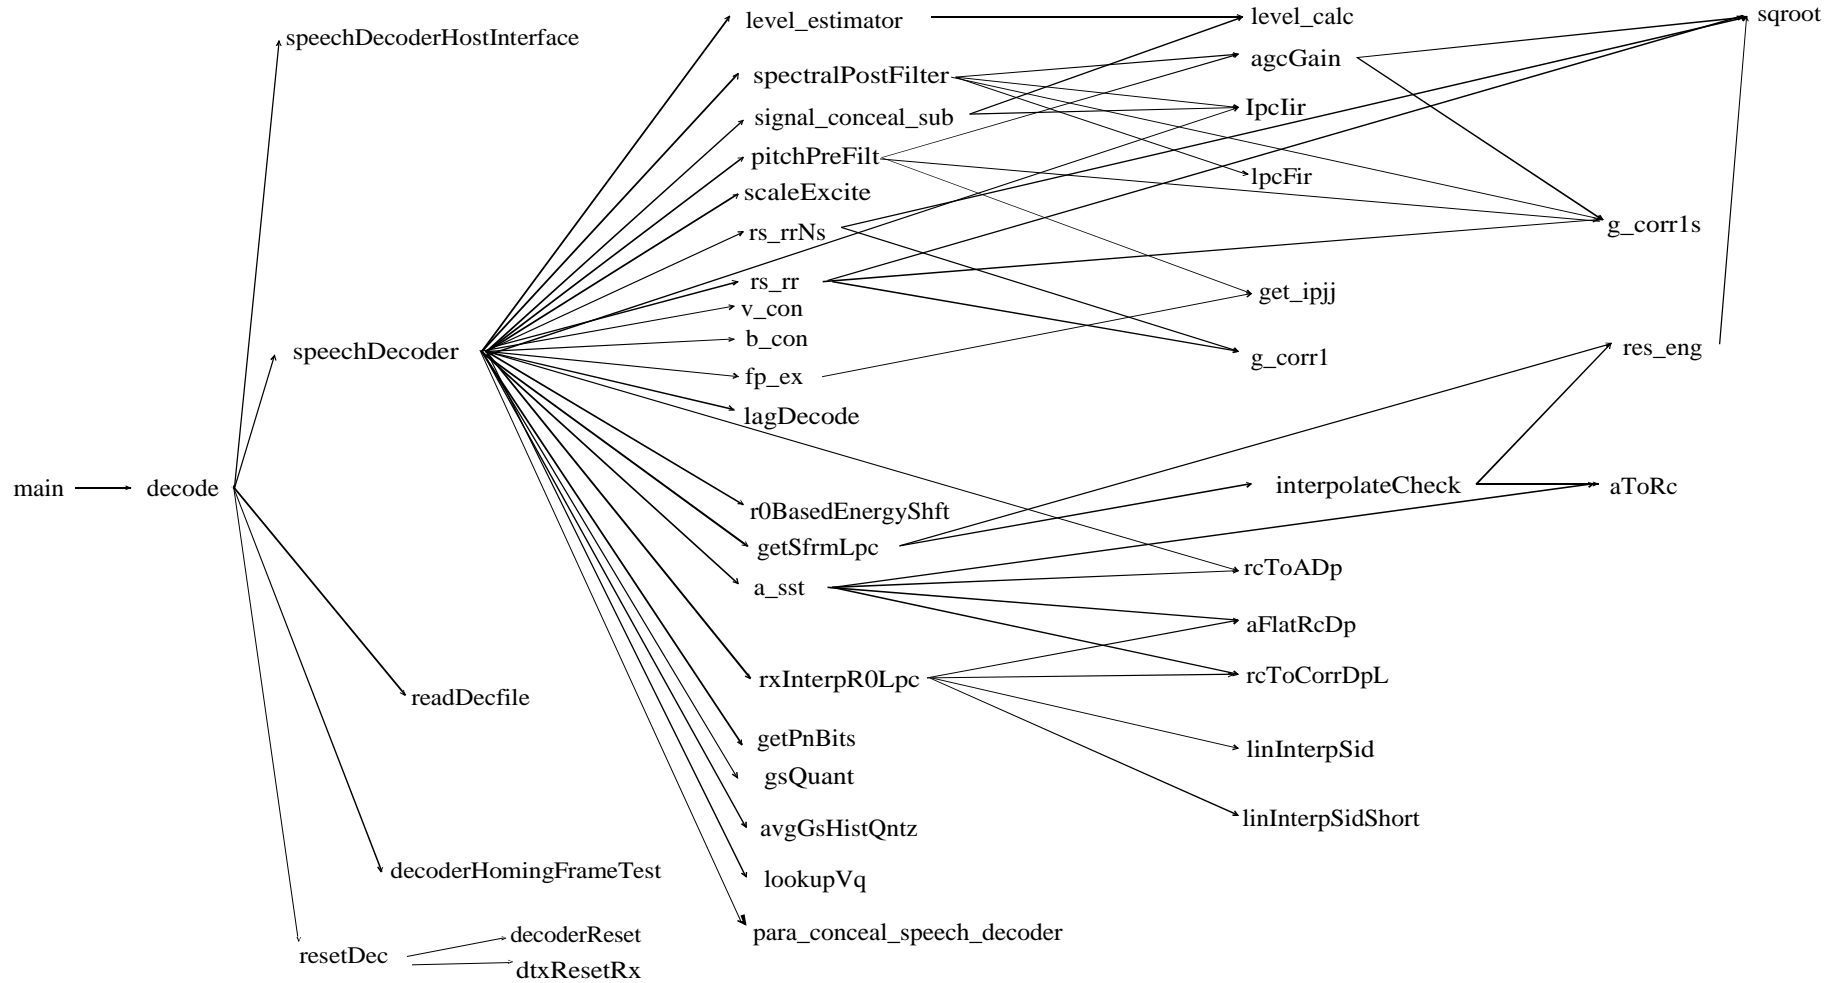 level_estimator
level_calc
sqroot
speechDecoderHostInterface
spectralPostFilter
agcGain
signal_conceal_sub
IpcIir
pitchPreFilt
lpcFir
scaleExcite
rs_rrNs
g_corr1s
rs_rr
get_ipjj
v_con
b_con
speechDecoder
g_corr1
res_eng
fp_ex
lagDecode
main
decode
interpolateCheck
aToRc
r0BasedEnergyShft
getSfrmLpc
rcToADp
a_sst
aFlatRcDp
rxInterpR0Lpc
rcToCorrDpL
readDecfile
getPnBits
linInterpSid
gsQuant
linInterpSidShort
avgGsHistQntz
decoderHomingFrameTest
lookupVq
decoderReset
para_conceal_speech_decoder
resetDec
dtxResetRx